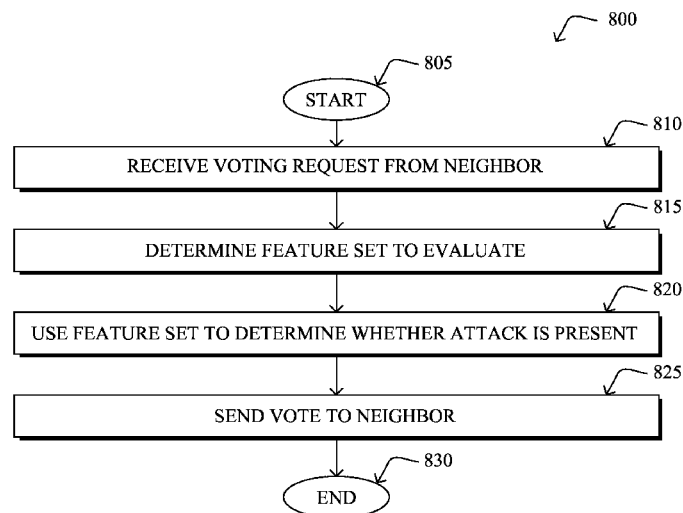 800
805
START
810
RECEIVE VOTING REQUEST FROM NEIGHBOR
815
DETERMINE FEATURE SET TO EVALUATE
820
USE FEATURE SET TO DETERMINE WHETHER ATTACK IS PRESENT
825
SEND VOTE TO NEIGHBOR
830
END